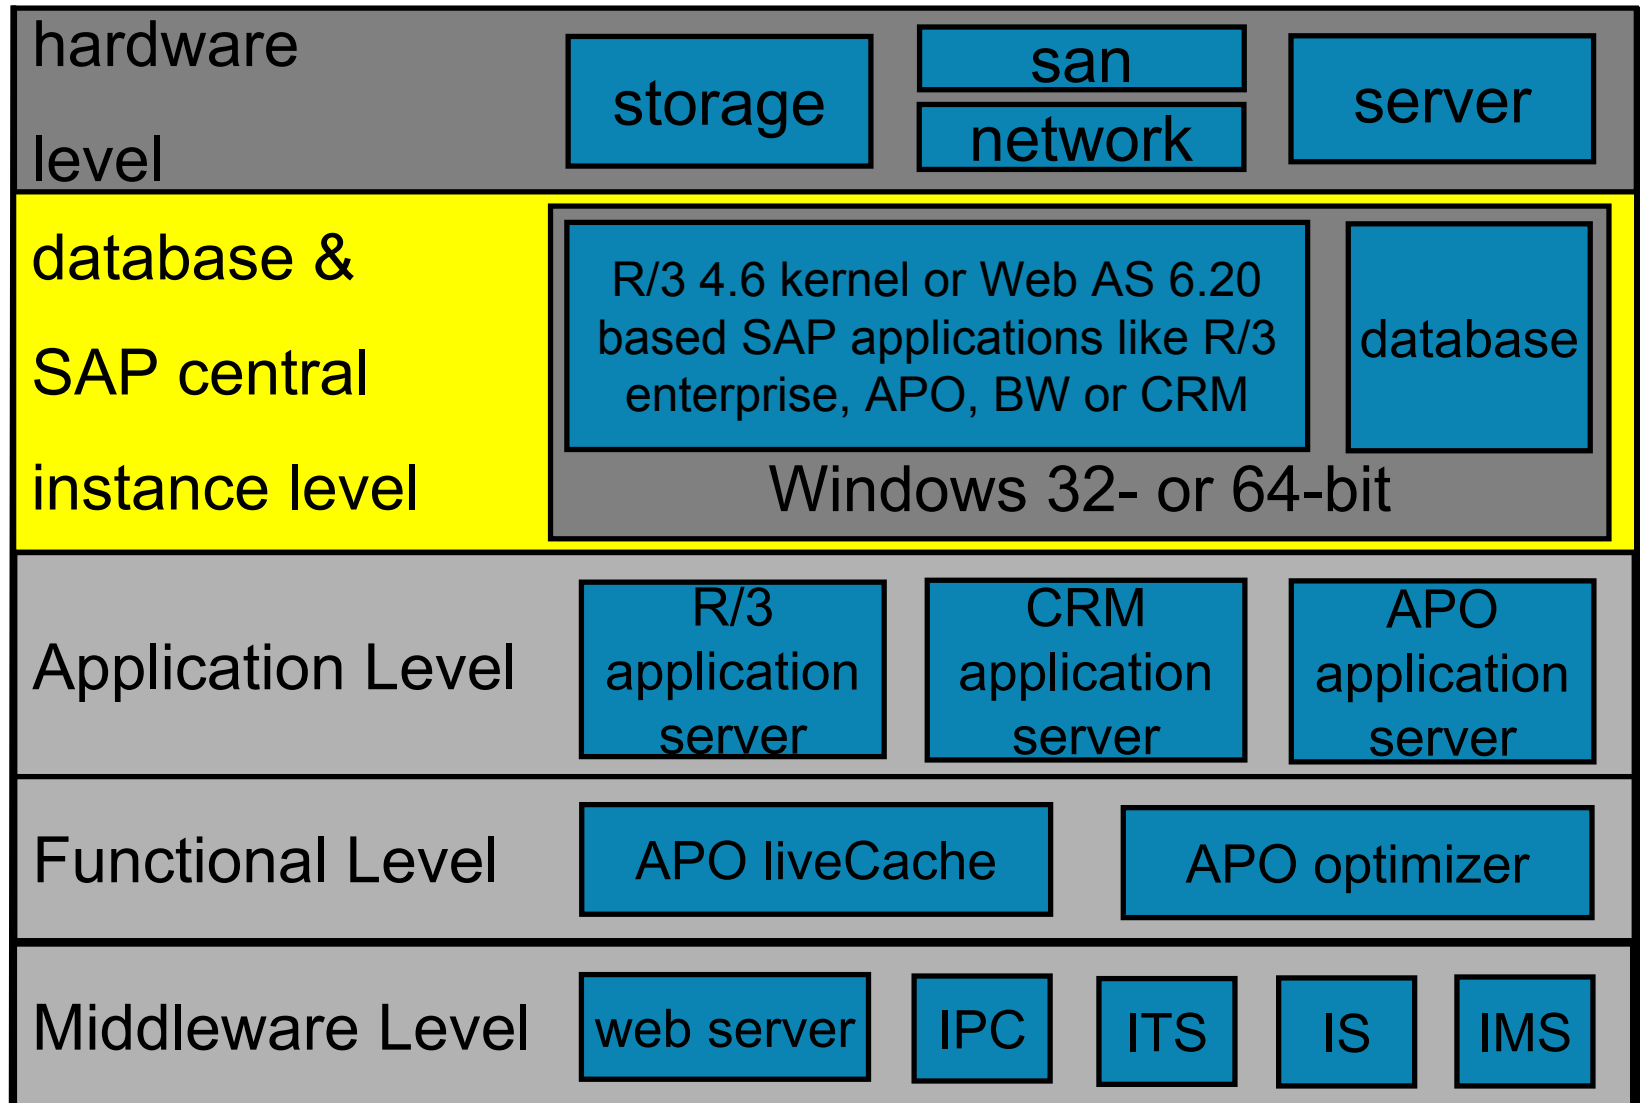 hardware
level
storage
san
network
server
database &
SAP central
instance level
R/3 4.6 kernel or Web AS 6.20
based SAP applications like R/3
enterprise, APO, BW or CRM
database
Windows 32- or 64-bit
Application Level
R/3
application
server
CRM
application
server
APO
application
server
Functional Level
APO liveCache
APO optimizer
Middleware Level
web server
IPC
ITS
IS
IMS